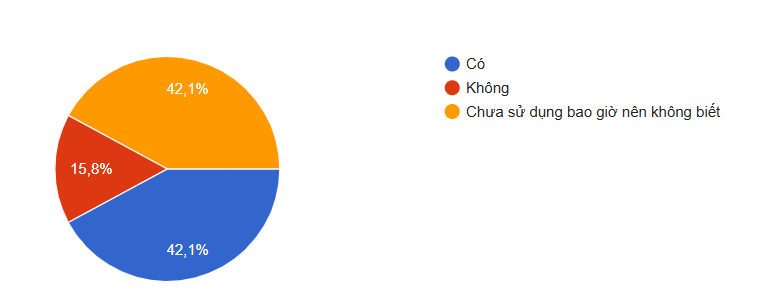 42,1%
15,8%
42,1%
Có
Không
Chưa sử dụng bao giờ nên không biết